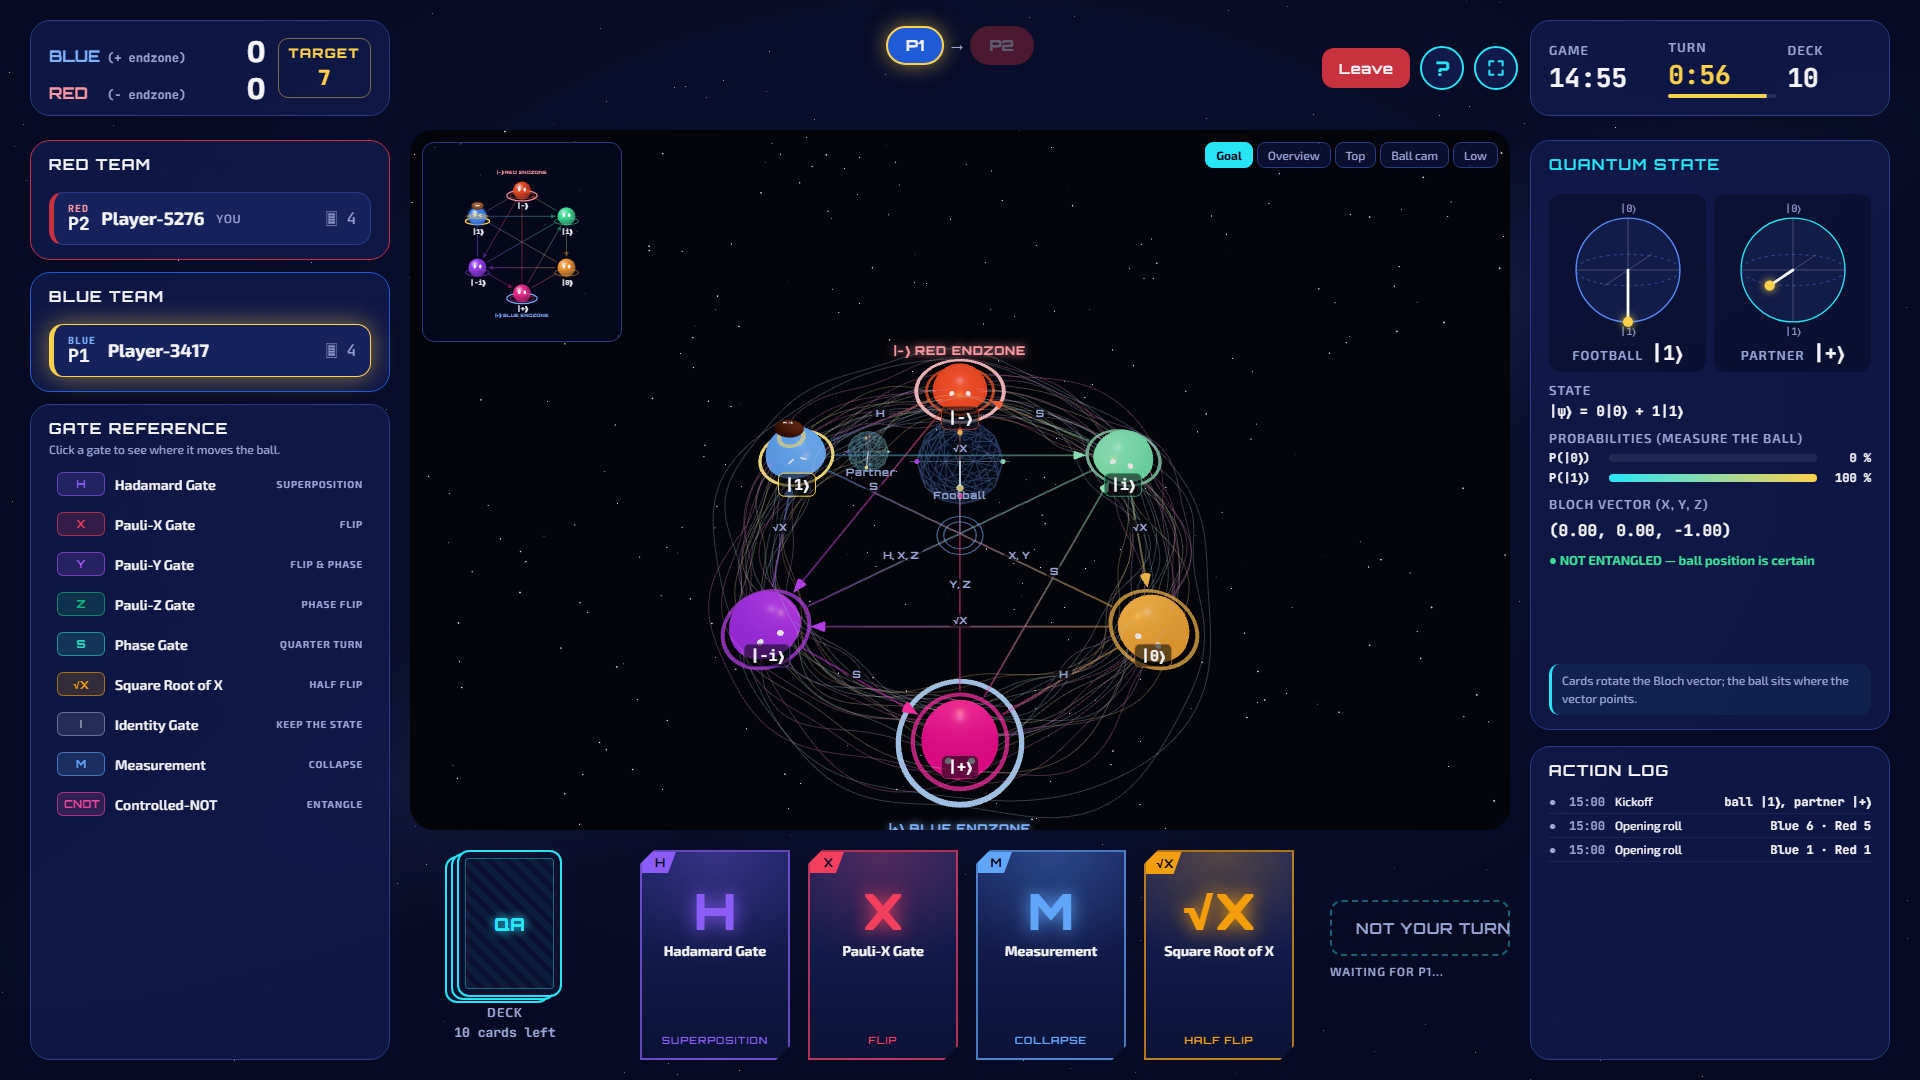 BLUE (+ endzone) 0
RED (- endzone) 0
TARGET
7
P1 → P2
Leave
?
GAME
14:55
TURN
0:56
DECK
10
RED TEAM
RED
P2 Player-5276 YOU 4
BLUE TEAM
BLUE
P1 Player-3417 4
GATE REFERENCE
Click a gate to see where it moves the ball.
H Hadamard Gate SUPERPOSITION
X Pauli-X Gate FLIP
Y Pauli-Y Gate FLIP & PHASE
Z Pauli-Z Gate PHASE FLIP
S Phase Gate QUARTER TURN
√X Square Root of X HALF FLIP
I Identity Gate KEEP THE STATE
M Measurement COLLAPSE
CNOT Controlled-NOT ENTANGLE
|-⟩ RED ENDZONE
|-⟩
|1⟩
|i⟩
|-i⟩
|0⟩
|+⟩
|+⟩ BLUE ENDZONE
Goal
Overview
Top
Ball cam
Low
|-⟩ RED ENDZONE
|-⟩
H
S
√X
Partner
S
Football
|1⟩
|i⟩
√X
√X
H, X, Z
X, Y
S
Y, Z
√X
|-i⟩
|0⟩
S
H
|+⟩
|+⟩ BLUE ENDZONE
QA
DECK
10 cards left
H
H
Hadamard Gate
SUPERPOSITION
X
X
Pauli-X Gate
FLIP
M
M
Measurement
COLLAPSE
√X
√X
Square Root of X
HALF FLIP
NOT YOUR TURN
WAITING FOR P1...
QUANTUM STATE
|0⟩
|1⟩
FOOTBALL |1⟩
|0⟩
|1⟩
PARTNER |+⟩
STATE
|ψ⟩ = 0|0⟩ + 1|1⟩
PROBABILITIES (MEASURE THE BALL)
P(|0⟩) 0 %
P(|1⟩) 100 %
BLOCH VECTOR (X, Y, Z)
(0.00, 0.00, -1.00)
● NOT ENTANGLED — ball position is certain
Cards rotate the Bloch vector; the ball sits where the
vector points.
ACTION LOG
● 15:00 Kickoff ball |1⟩, partner |+⟩
● 15:00 Opening roll Blue 6 · Red 5
● 15:00 Opening roll Blue 1 · Red 1